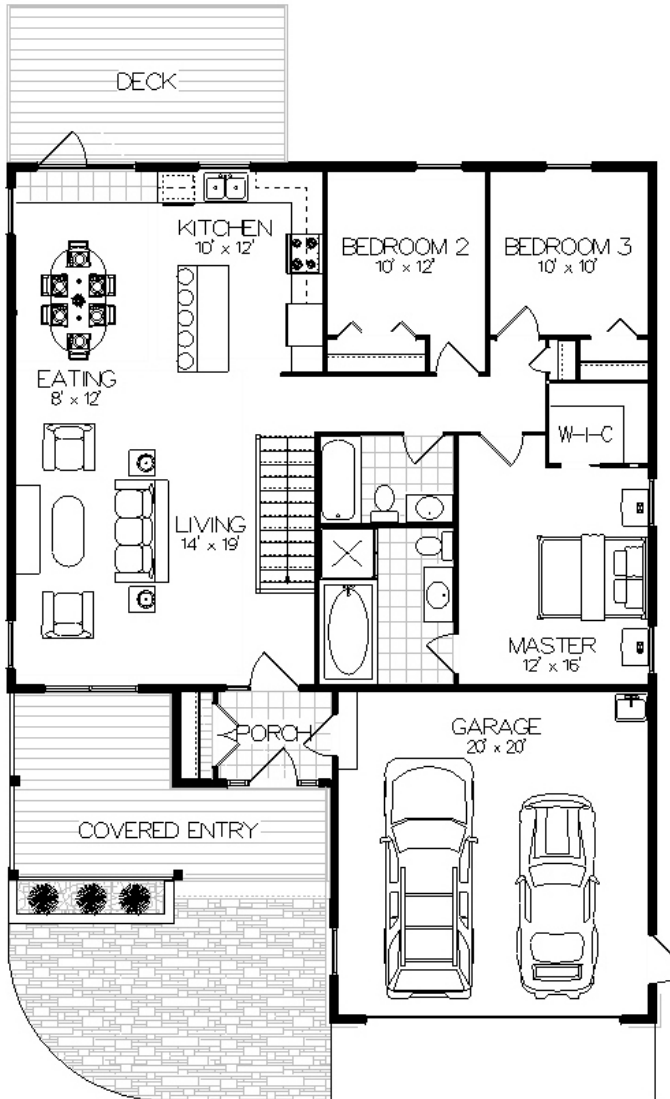 DECK
KITCHEN
10' x 12'
BEDROOM 2
10' x 12'
BEDROOM 3
10' x 10'
EATING
8' x 12'
W-I-C
LIVING
14' x 19'
MASTER
12' x 16'
PORCH
GARAGE
20' x 20'
COVERED ENTRY